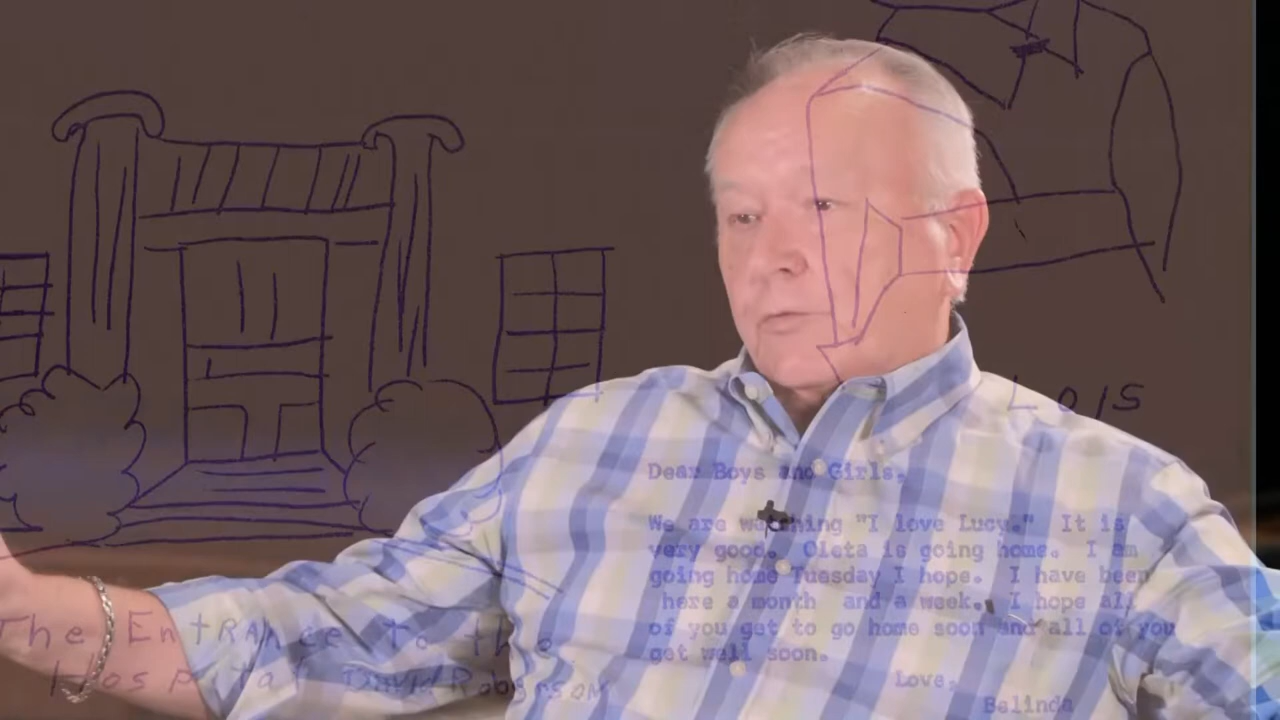 Lois
Dear Boys and Girls,
We are watching "I love Lucy." It is
very good. Oleta is going home. I am
going home Tuesday I hope. I have been
here a month and a week. I hope all
of you get to go home soon and all of you
get well soon.
Love,
Belinda
The Entrance to the
Hospital David Roberson